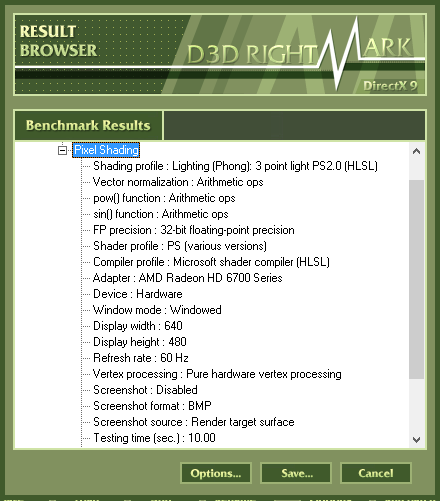 RESULT
BROWSER
D3D RIGHTMARK
DirectX 9
Benchmark Results
Pixel Shading
Shading profile : Lighting (Phong): 3 point light PS2.0 (HLSL)
Vector normalization : Arithmetic ops
pow() function : Arithmetic ops
sin() function : Arithmetic ops
FP precision : 32-bit floating-point precision
Shader profile : PS (various versions)
Compiler profile : Microsoft shader compiler (HLSL)
Adapter : AMD Radeon HD 6700 Series
Device : Hardware
Window mode : Windowed
Display width : 640
Display height : 480
Refresh rate : 60 Hz
Vertex processing : Pure hardware vertex processing
Screenshot : Disabled
Screenshot format : BMP
Screenshot source : Render target surface
Testing time (sec.) : 10.00
Options... Save... Cancel